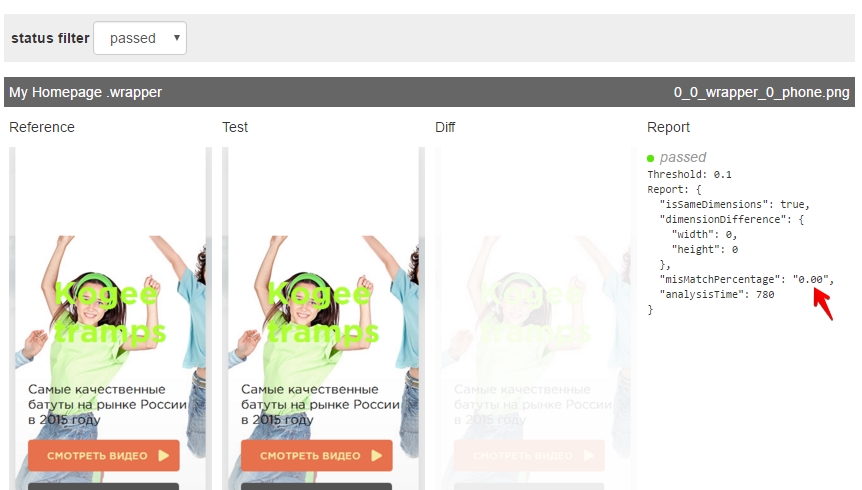 status filter passed
My Homepage .wrapper 0_0_wrapper_0_phone.png
Reference Test Diff Report
Kogee
tramps
Самые качественные
батуты на рынке России
в 2015 году
СМОТРЕТЬ ВИДЕО
Kogee
tramps
Самые качественные
батуты на рынке России
в 2015 году
СМОТРЕТЬ ВИДЕО
Kogee
tramps
Самые качественные
батуты на рынке России
в 2015 году
СМОТРЕТЬ ВИДЕО
passed
Threshold: 0.1
Report: {
"isSameDimensions": true,
"dimensionDifference": {
"width": 0,
"height": 0
},
"misMatchPercentage": "0.00",
"analysisTime": 780
}